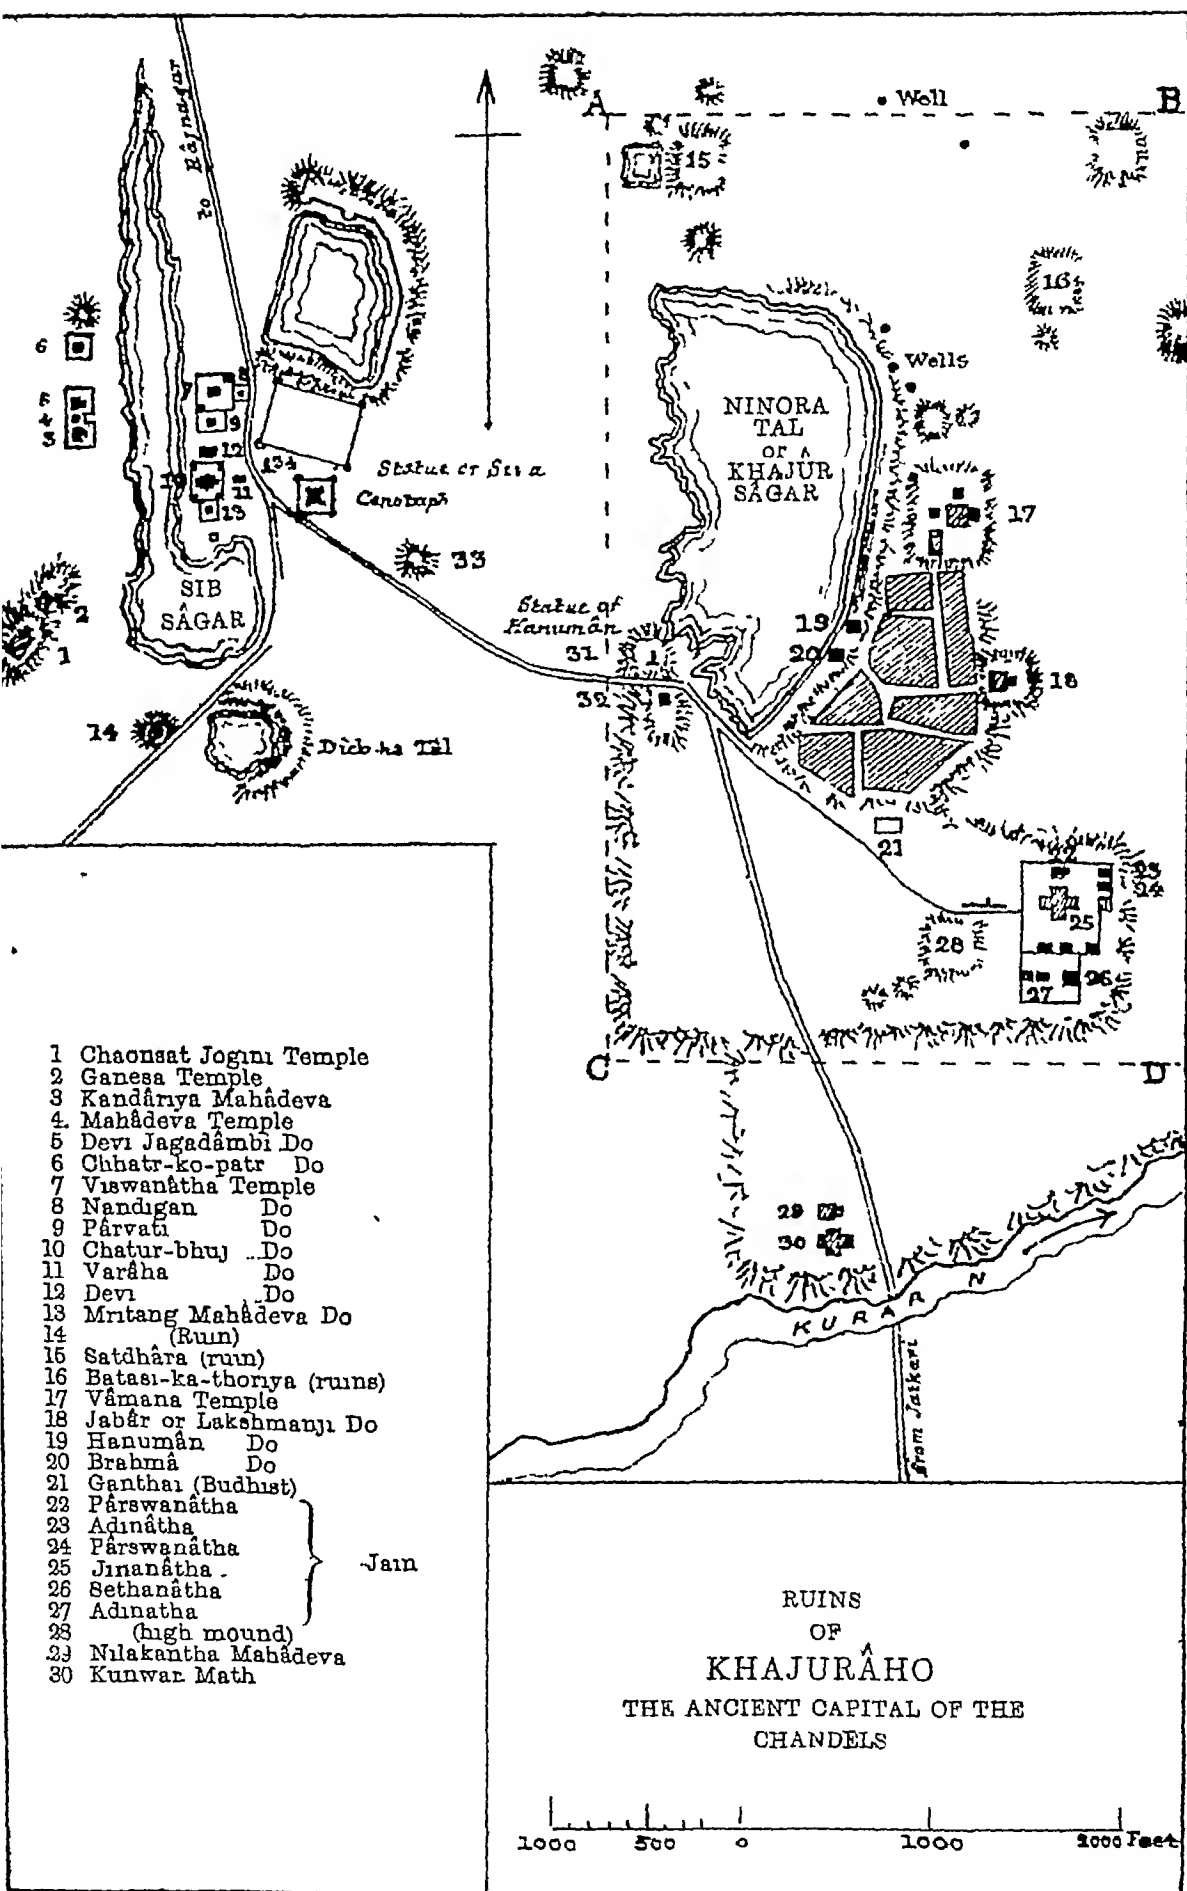 to Râjnagar
A
B
Well
15
16
6
5
4
3
7
8
9
12
10
11
13
34
Statue of Siva
Cenotaph
Wells
NINORA
TAL
or
KHAJUR
SÂGAR
17
33
2
1
SIB
SÂGAR
Statue of
Hanumân
31
1
32
19
20
18
14
Tâl
21
22
23
24
25
28
26
27
C
D
29
30
KURAR N
from Jatkari
1 Chaonsat Jogini Temple
2 Ganesa Temple
3 Kandâriya Mahâdeva
4. Mahâdeva Temple
5 Devi Jagadâmbi Do
6 Chhatr-ko-patr Do
7 Viswanâtha Temple
8 Nandigan Do
9 Pârvati Do
10 Chatur-bhuj Do
11 Varâha Do
12 Devi Do
13 Mritang Mahâdeva Do
14 (Ruin)
15 Satdhâra (ruin)
16 Batasi-ka-thoriya (ruins)
17 Vâmana Temple
18 Jabâr or Lakshmanji Do
19 Hanumân Do
20 Brahmâ Do
21 Ganthai (Budhist)
22 Pârswanâtha
23 Adinâtha
24 Pârswanâtha
25 Jinanâtha
26 Sethanâtha
27 Adinatha
Jain
28 (high mound)
29 Nilakantha Mahâdeva
30 Kunwar Math
RUINS
OF
KHAJURÂHO
THE ANCIENT CAPITAL OF THE
CHANDELS
1000 500 0 1000 2000 Feet